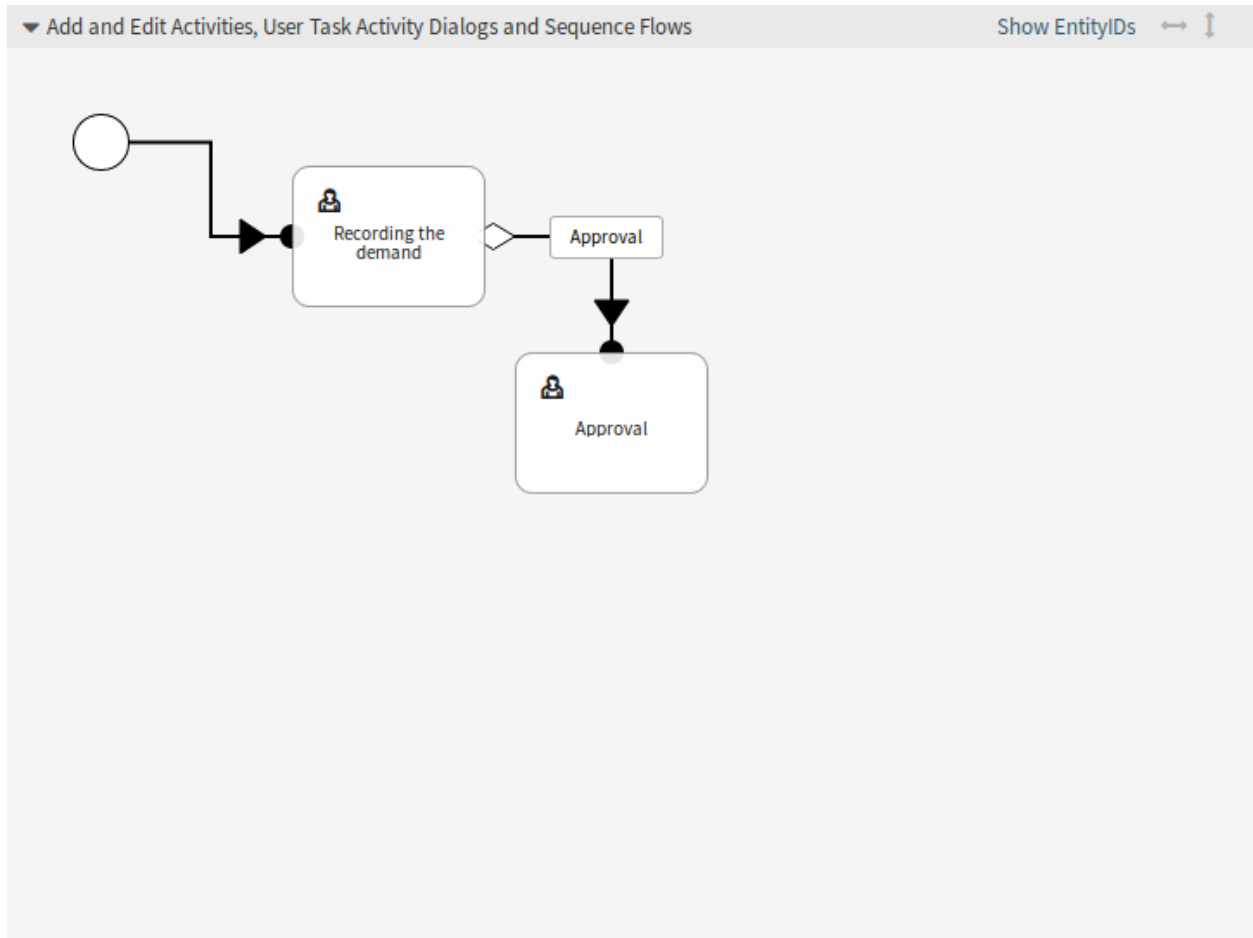 Add and Edit Activities, User Task Activity Dialogs and Sequence Flows
Show EntityIDs
Recording the
demand
Approval
Approval